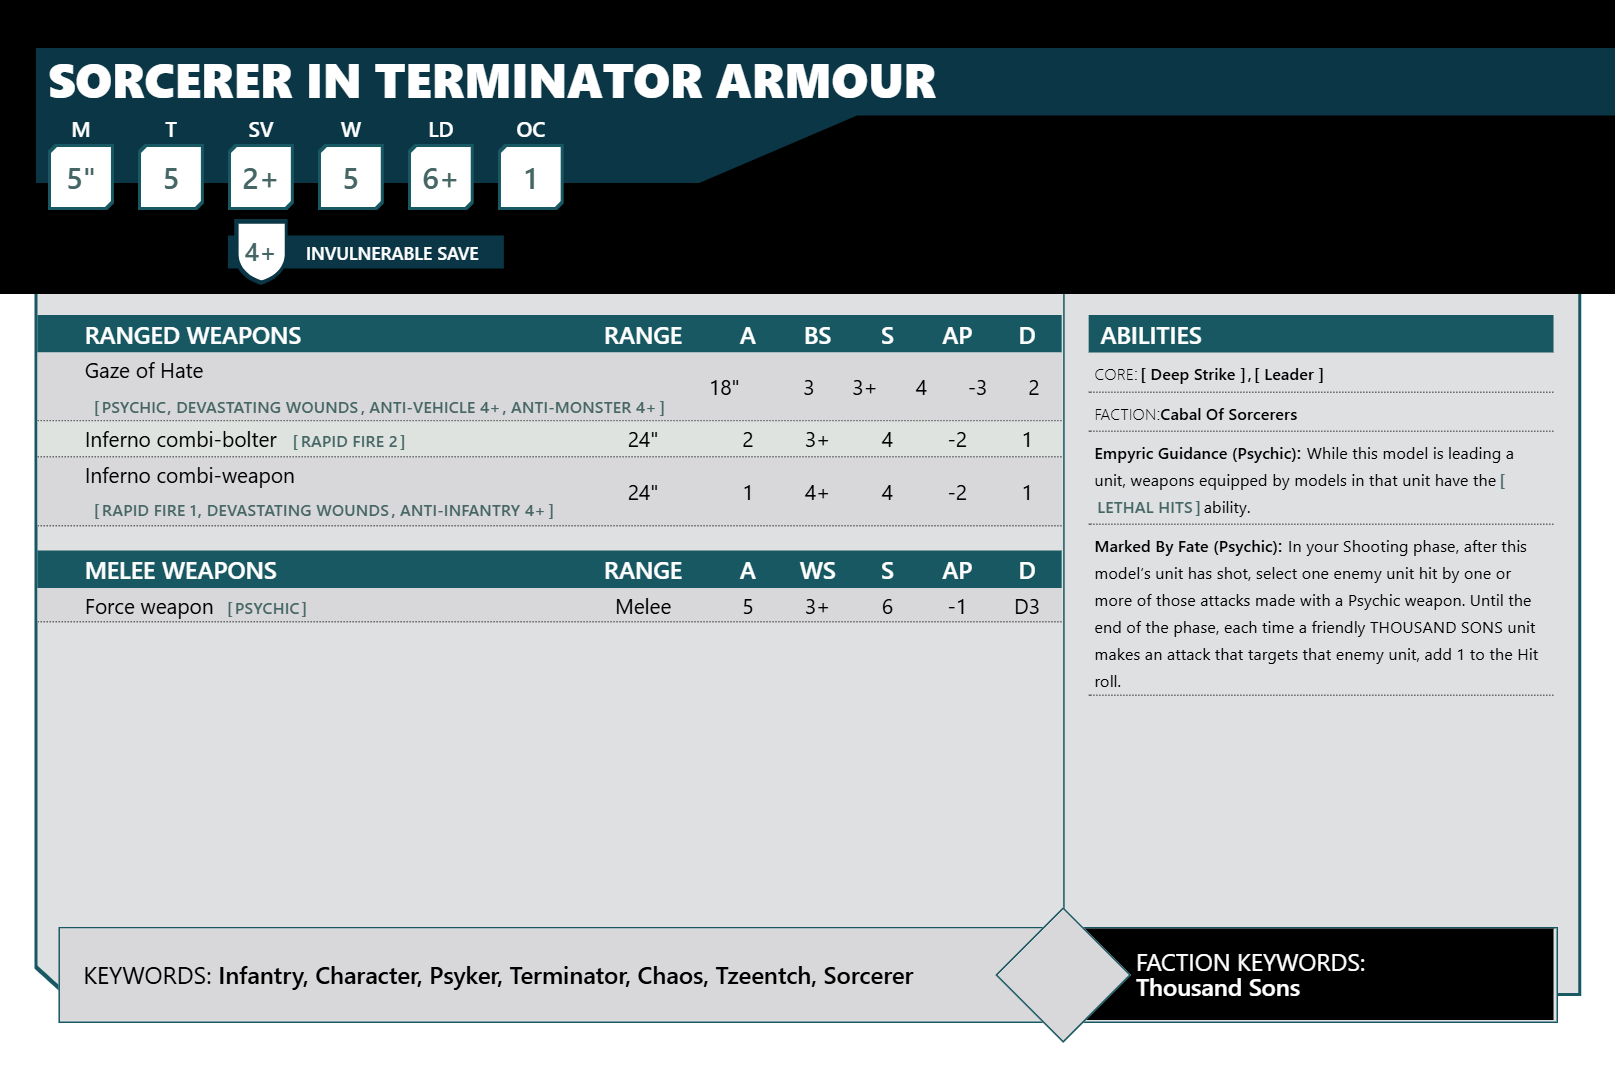 SORCERER IN TERMINATOR ARMOUR
M T SV W LD OC
5" 5 2+ 5 6+ 1
4+ INVULNERABLE SAVE
RANGED WEAPONS RANGE A BS S AP D
Gaze of Hate
18" 3 3+ 4 -3 2
[PSYCHIC, DEVASTATING WOUNDS, ANTI-VEHICLE 4+, ANTI-MONSTER 4+]
Inferno combi-bolter [RAPID FIRE 2] 24" 2 3+ 4 -2 1
Inferno combi-weapon
24" 1 4+ 4 -2 1
[RAPID FIRE 1, DEVASTATING WOUNDS, ANTI-INFANTRY 4+]
MELEE WEAPONS RANGE A WS S AP D
Force weapon [PSYCHIC] Melee 5 3+ 6 -1 D3
ABILITIES
CORE: [ Deep Strike ],[ Leader ]
FACTION:Cabal Of Sorcerers
Empyric Guidance (Psychic): While this model is leading a
unit, weapons equipped by models in that unit have the [
LETHAL HITS] ability.
Marked By Fate (Psychic): In your Shooting phase, after this
model's unit has shot, select one enemy unit hit by one or
more of those attacks made with a Psychic weapon. Until the
end of the phase, each time a friendly THOUSAND SONS unit
makes an attack that targets that enemy unit, add 1 to the Hit
roll.
KEYWORDS: Infantry, Character, Psyker, Terminator, Chaos, Tzeentch, Sorcerer
FACTION KEYWORDS:
Thousand Sons